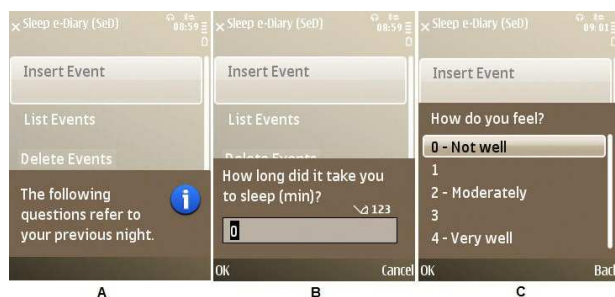 Sleep e-Diary (SeD)
08:59
Insert Event
List Events
Delete Events
The following
questions refer to
your previous night.
A
Sleep e-Diary (SeD)
08:59
Insert Event
List Events
Delete Events
How long did it take you
to sleep (min)?
123
0
OK Cancel
B
Sleep e-Diary (SeD)
09:01
Insert Event
How do you feel?
0 - Not well
1
2 - Moderately
3
4 - Very well
OK Back
C